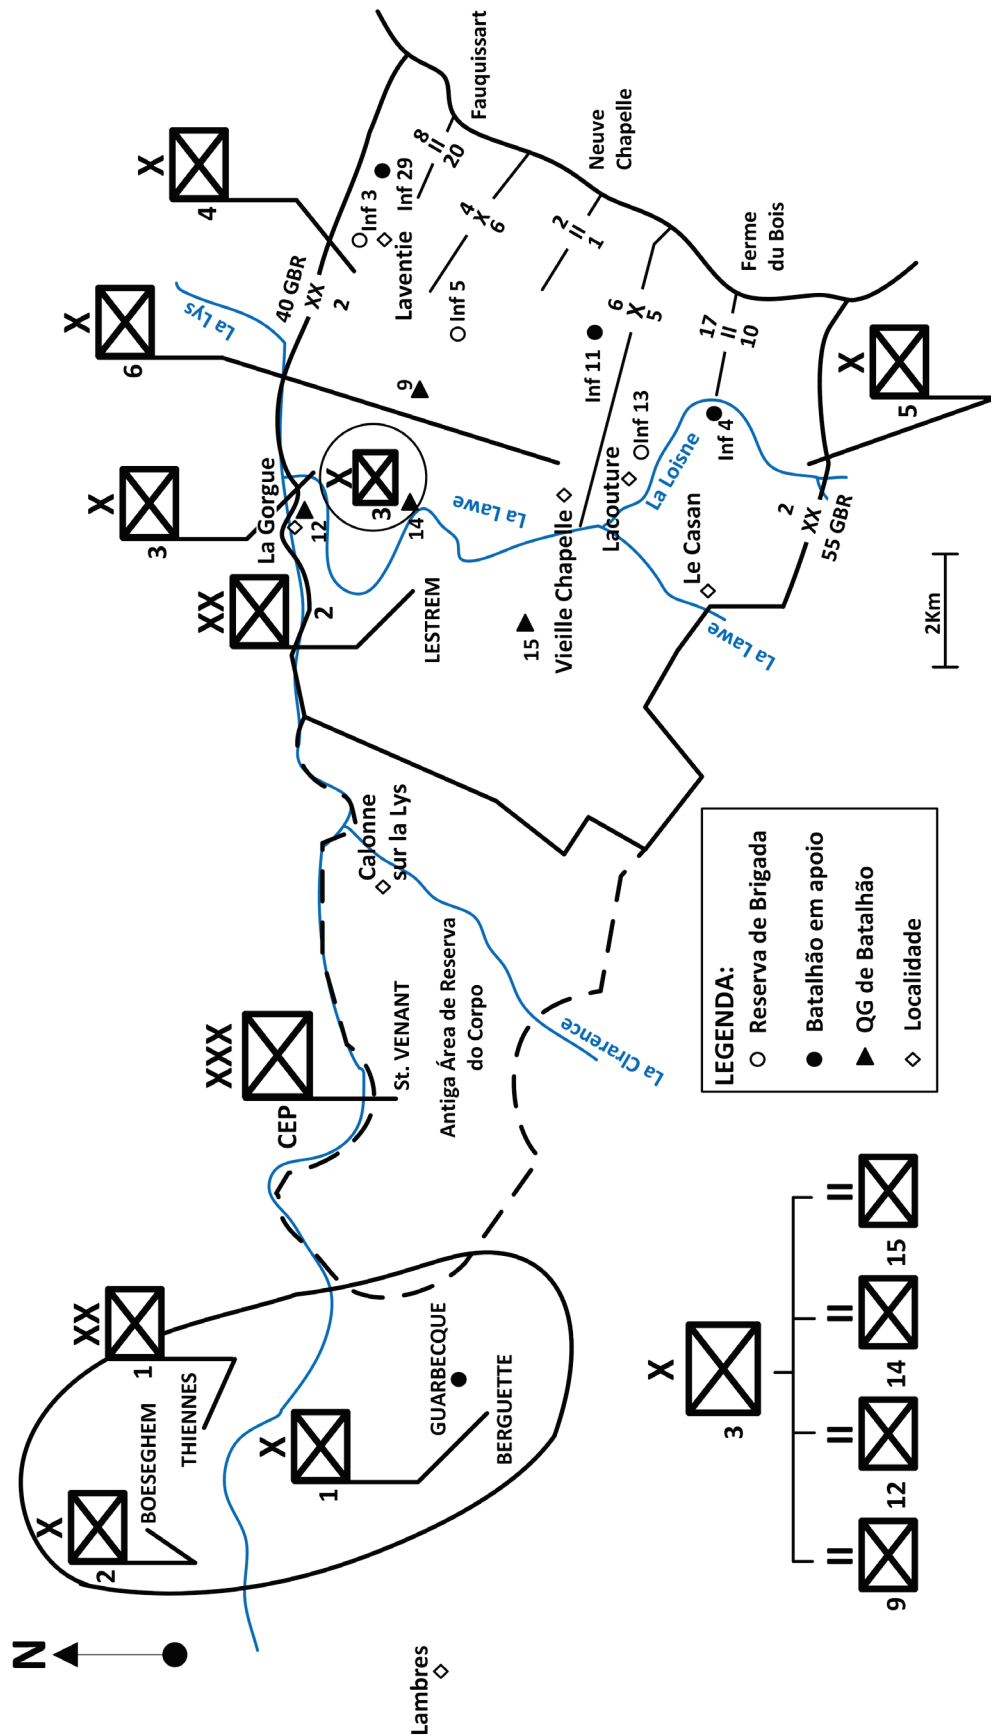 N
Lambres
X
2
BOESEGHEM
THIENNES
XX
1
X
1
GUARBECQUE
BERGUETTE
XXX
CEP
St. VENANT
Antiga Área de Reserva
do Corpo
La Clrarence
Calonne
sur la Lys
XX
2
LESTREM
La Gorgue
X
3
12
X
3
14
La Lawe
15
Vieille Chapelle
Lacouture
La Loisne
Le Casan
La Lawe
X
6
La Lys
X
4
40 GBR
XX
2
9
Laventie
Inf 3
Inf 29
Inf 5
Inf 11
Inf 13
Inf 4
8
II
20
4
X
6
2
II
1
6
X
5
17
II
10
Fauquissart
Neuve
Chapelle
Ferme
du Bois
2
XX
55 GBR
X
5
2Km
LEGENDA:
Reserva de Brigada
Batalhão em apoio
QG de Batalhão
Localidade
X
3
II
9
II
12
II
14
II
15